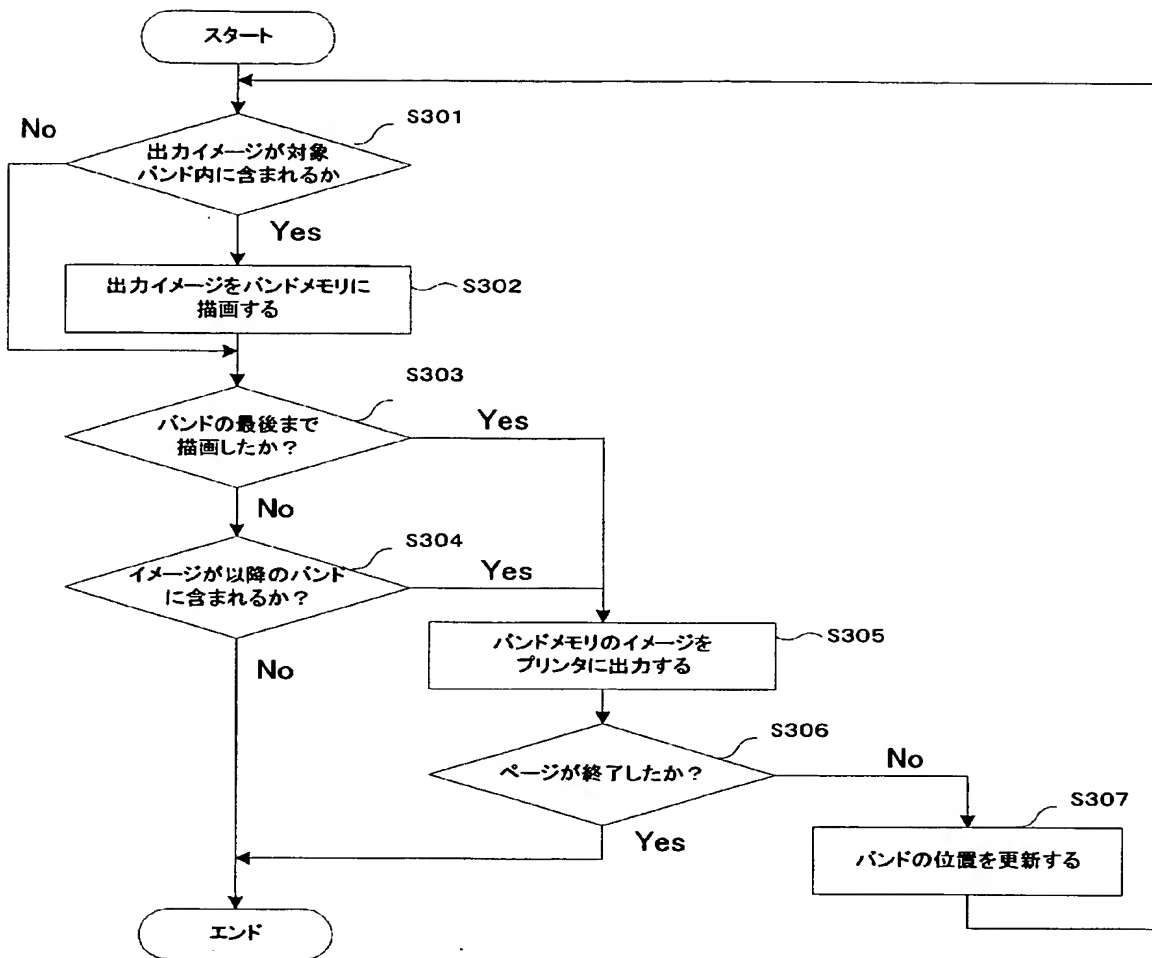 スタート
No
S301
出力イメージが対象
バンド内に含まれるか
Yes
出力イメージをバンドメモリに
描画する
S302
S303
バンドの最後まで
描画したか？
Yes
No
S304
イメージが以降のバンド
に含まれるか？
Yes
No
バンドメモリのイメージを
プリンタに出力する
S305
S306
ページが終了したか？
No
Yes
S307
バンドの位置を更新する
エンド